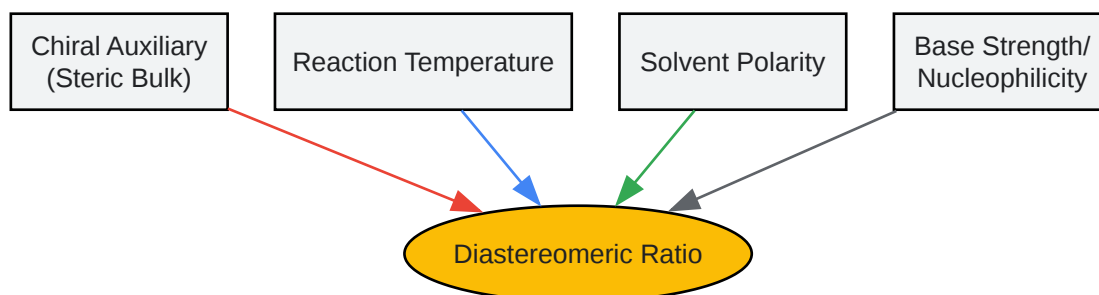 Chiral Auxiliary
(Steric Bulk)
Reaction Temperature
Solvent Polarity
Base Strength/
Nucleophilicity
Diastereomeric Ratio